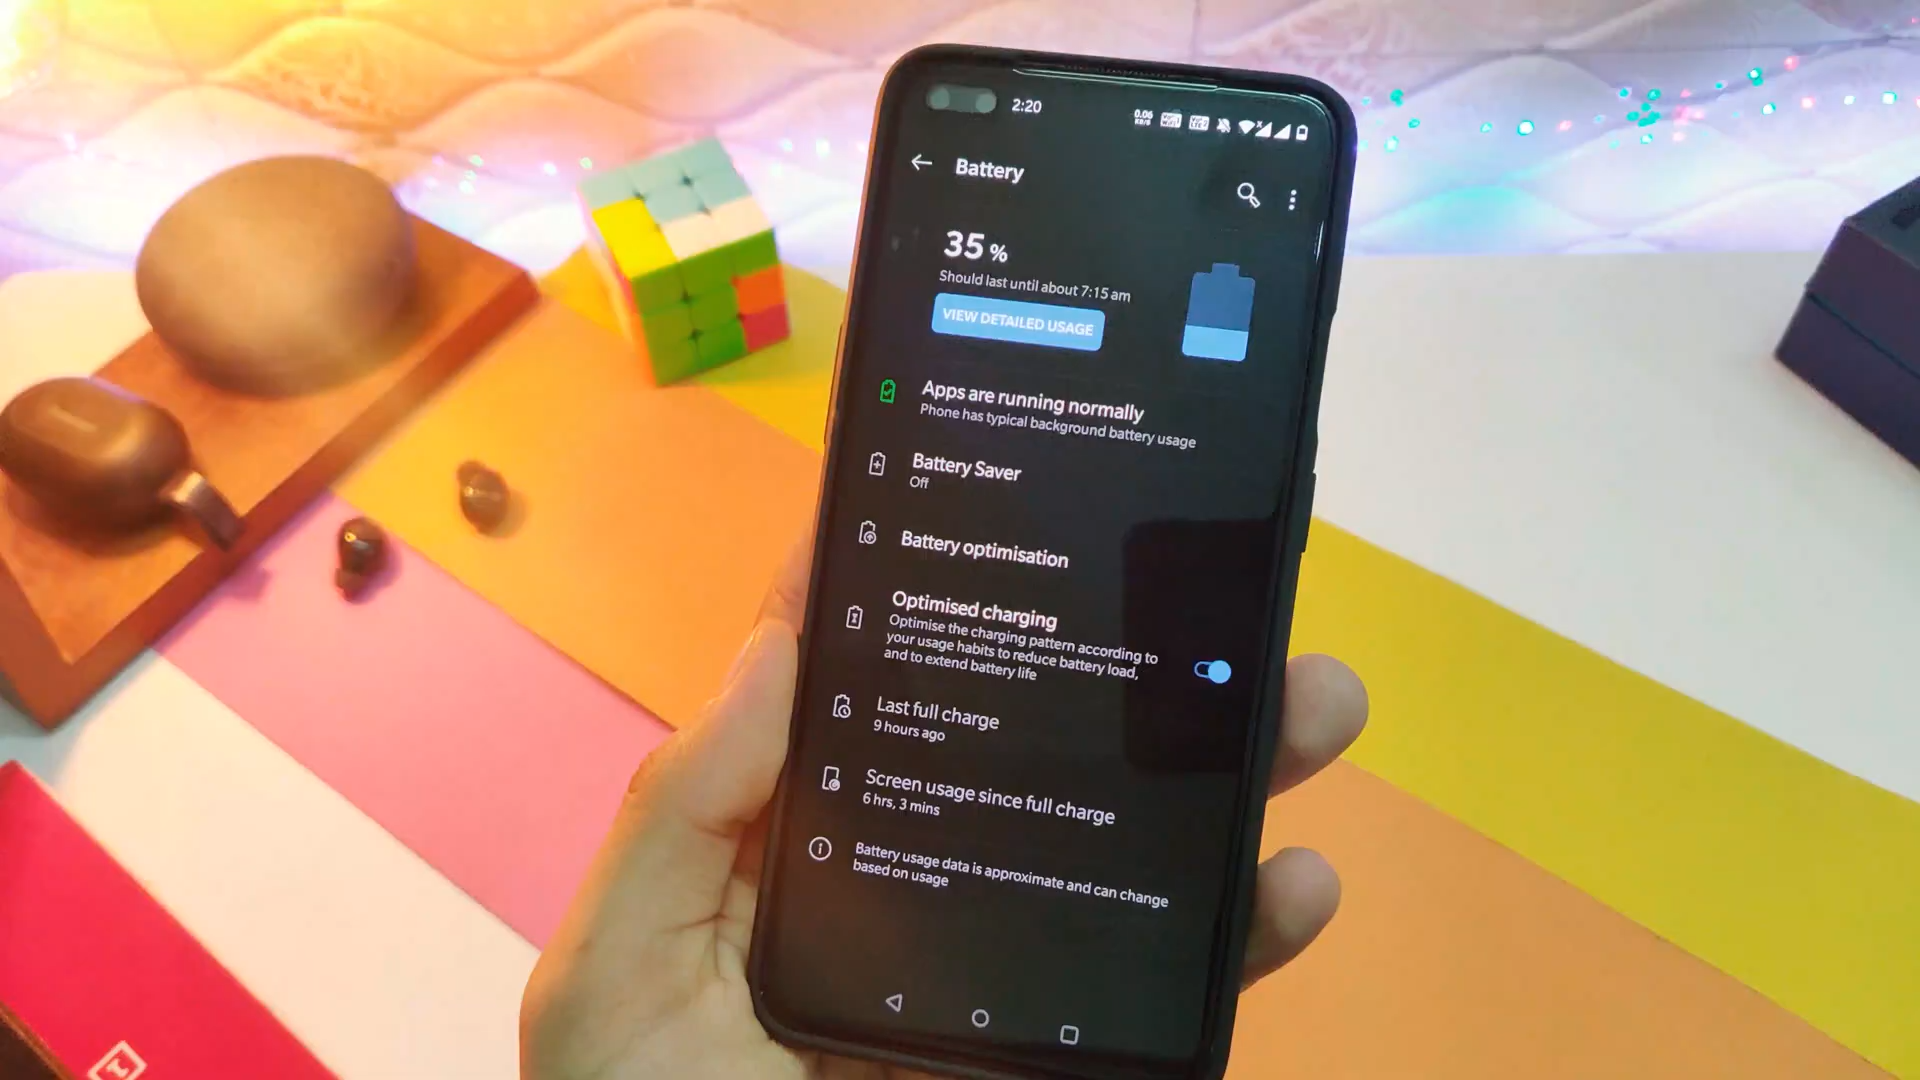 2:20
0.06
KB/S
Battery
35 %
Should last until about 7:15 am
VIEW DETAILED USAGE
Apps are running normally
Phone has typical background battery usage
Battery Saver
Off
Battery optimisation
Optimised charging
Optimise the charging pattern according to
your usage habits to reduce battery load,
and to extend battery life
Last full charge
9 hours ago
Screen usage since full charge
6 hrs, 3 mins
Battery usage data is approximate and can change
based on usage